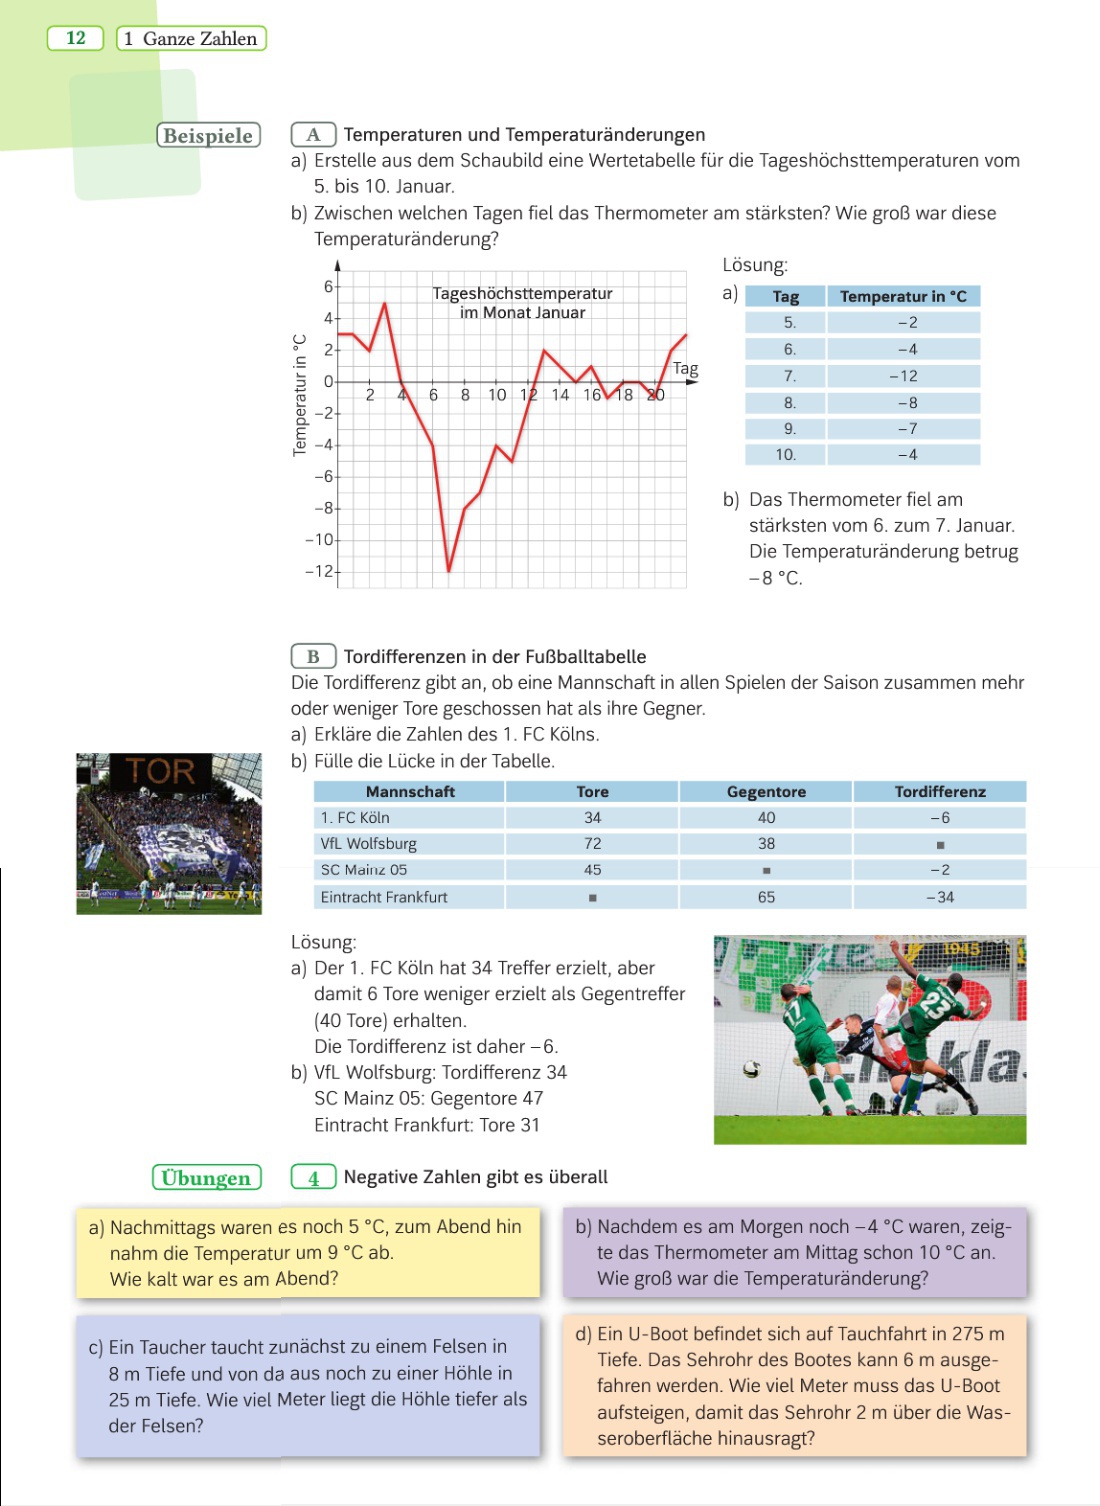 12
1 Ganze Zahlen
Beispiele
A Temperaturen und Temperaturänderungen
a) Erstelle aus dem Schaubild eine Wertetabelle für die Tageshöchsttemperaturen vom
5. bis 10. Januar.
b) Zwischen welchen Tagen fiel das Thermometer am stärksten? Wie groß war diese
Temperaturänderung?
Tageshöchsttemperatur
im Monat Januar
Temperatur in °C
6
4
2
0
−2
−4
−6
−8
−10
−12
Tag
2 4 6 8 10 12 14 16 18 20
Lösung:
a) Tag Temperatur in °C
5. −2
6. −4
7. −12
8. −8
9. −7
10. −4
b) Das Thermometer fiel am
stärksten vom 6. zum 7. Januar.
Die Temperaturänderung betrug
−8 °C.
B Tordifferenzen in der Fußballtabelle
Die Tordifferenz gibt an, ob eine Mannschaft in allen Spielen der Saison zusammen mehr
oder weniger Tore geschossen hat als ihre Gegner.
a) Erkläre die Zahlen des 1. FC Kölns.
b) Fülle die Lücke in der Tabelle.
TOR
Mannschaft Tore Gegentore Tordifferenz
1. FC Köln 34 40 −6
VfL Wolfsburg 72 38 ■
SC Mainz 05 45 ■ −2
Eintracht Frankfurt ■ 65 −34
Lösung:
a) Der 1. FC Köln hat 34 Treffer erzielt, aber
damit 6 Tore weniger erzielt als Gegentreffer
(40 Tore) erhalten.
Die Tordifferenz ist daher −6.
b) VfL Wolfsburg: Tordifferenz 34
SC Mainz 05: Gegentore 47
Eintracht Frankfurt: Tore 31
1945
17
23
kla
Übungen
4 Negative Zahlen gibt es überall
a) Nachmittags waren es noch 5 °C, zum Abend hin
nahm die Temperatur um 9 °C ab.
Wie kalt war es am Abend?
b) Nachdem es am Morgen noch −4 °C waren, zeig-
te das Thermometer am Mittag schon 10 °C an.
Wie groß war die Temperaturänderung?
c) Ein Taucher taucht zunächst zu einem Felsen in
8 m Tiefe und von da aus noch zu einer Höhle in
25 m Tiefe. Wie viel Meter liegt die Höhle tiefer als
der Felsen?
d) Ein U-Boot befindet sich auf Tauchfahrt in 275 m
Tiefe. Das Sehrohr des Bootes kann 6 m ausge-
fahren werden. Wie viel Meter muss das U-Boot
aufsteigen, damit das Sehrohr 2 m über die Was-
seroberfläche hinausragt?